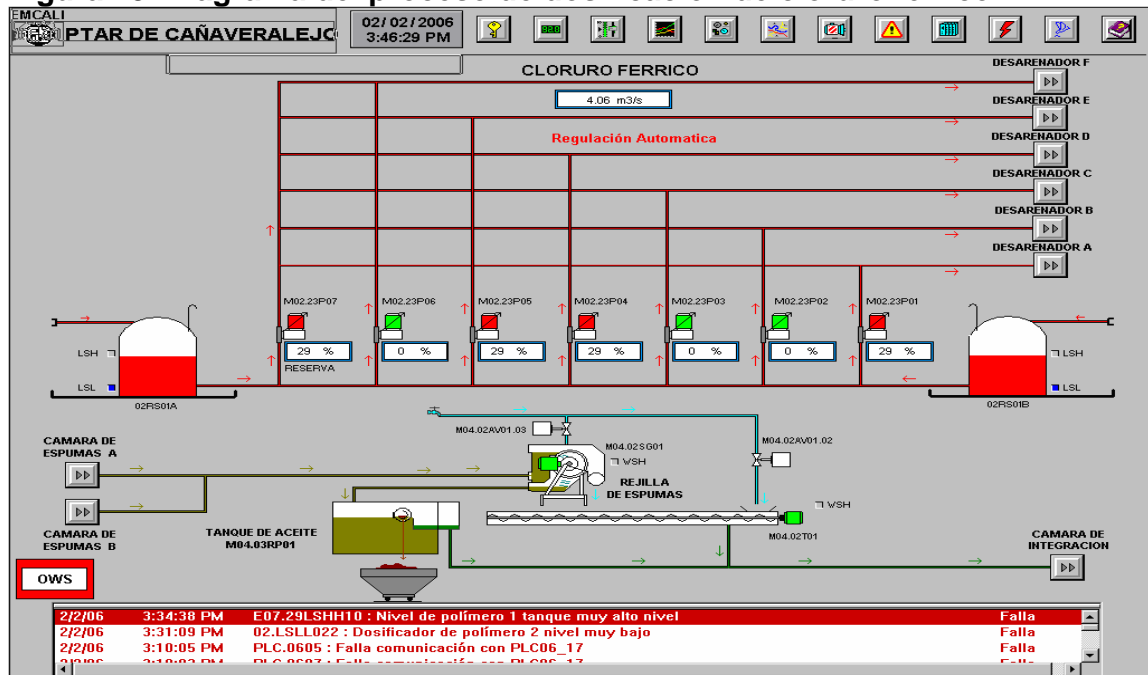 EMCALI
PTAR DE CAÑAVERALEJO
02/02/2006
3:46:29 PM
CLORURO FERRICO
4.06 m3/s
Regulación Automatica
DESARENADOR F
DESARENADOR E
DESARENADOR D
DESARENADOR C
DESARENADOR B
DESARENADOR A
M02.23P07
M02.23P06
M02.23P05
M02.23P04
M02.23P03
M02.23P02
M02.23P01
29 %
0 %
29 %
29 %
0 %
0 %
29 %
RESERVA
LSH
LSL
02RS01A
LSH
LSL
02RS01B
M04.02AV01.03
M04.02SG01
WSH
REJILLA
DE ESPUMAS
M04.02AV01.02
WSH
M04.02T01
CAMARA DE
ESPUMAS A
CAMARA DE
ESPUMAS B
TANQUE DE ACEITE
M04.03RP01
CAMARA DE
INTEGRACION
OWS
2/2/06 3:34:38 PM E07.29LSHH10 : Nivel de polímero 1 tanque muy alto nivel Falla
2/2/06 3:31:09 PM 02.LSLL022 : Dosificador de polímero 2 nivel muy bajo Falla
2/2/06 3:10:05 PM PLC.0605 : Falla comunicación con PLC06_17 Falla